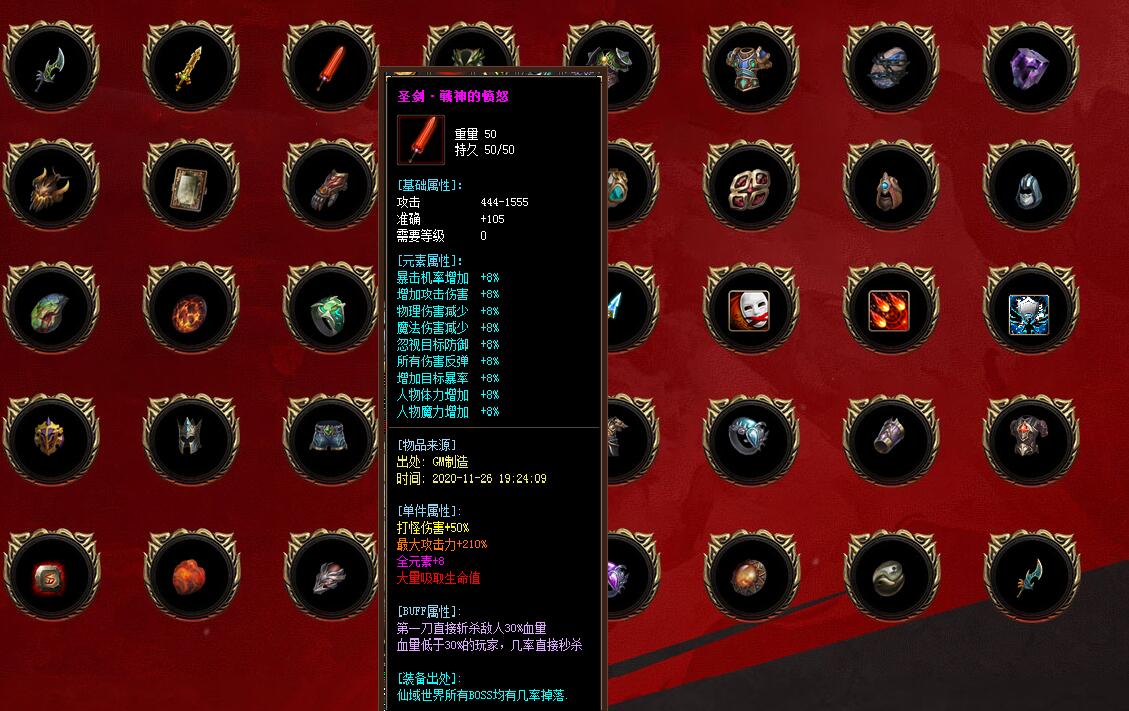 圣剑·戰神的愤怒
重量 50
持久 50/50
[基础属性]:
攻击 444-1555
准确 +105
需要等级 0
[元素属性]:
暴击机率增加 +8%
增加攻击伤害 +8%
物理伤害减少 +8%
魔法伤害减少 +8%
忽视目标防御 +8%
所有伤害反弹 +8%
增加目标暴率 +8%
人物体力增加 +8%
人物魔力增加 +8%
[物品来源]
出处: GM制造
时间: 2020-11-26 19:24:09
[单件属性]:
打怪伤害+50%
最大攻击力+210%
全元素+8
大量吸取生命值
[BUFF属性]:
第一刀直接斩杀敌人30%血量
血量低于30%的玩家，几率直接秒杀
[装备出处]:
仙域世界所有BOSS均有几率掉落.